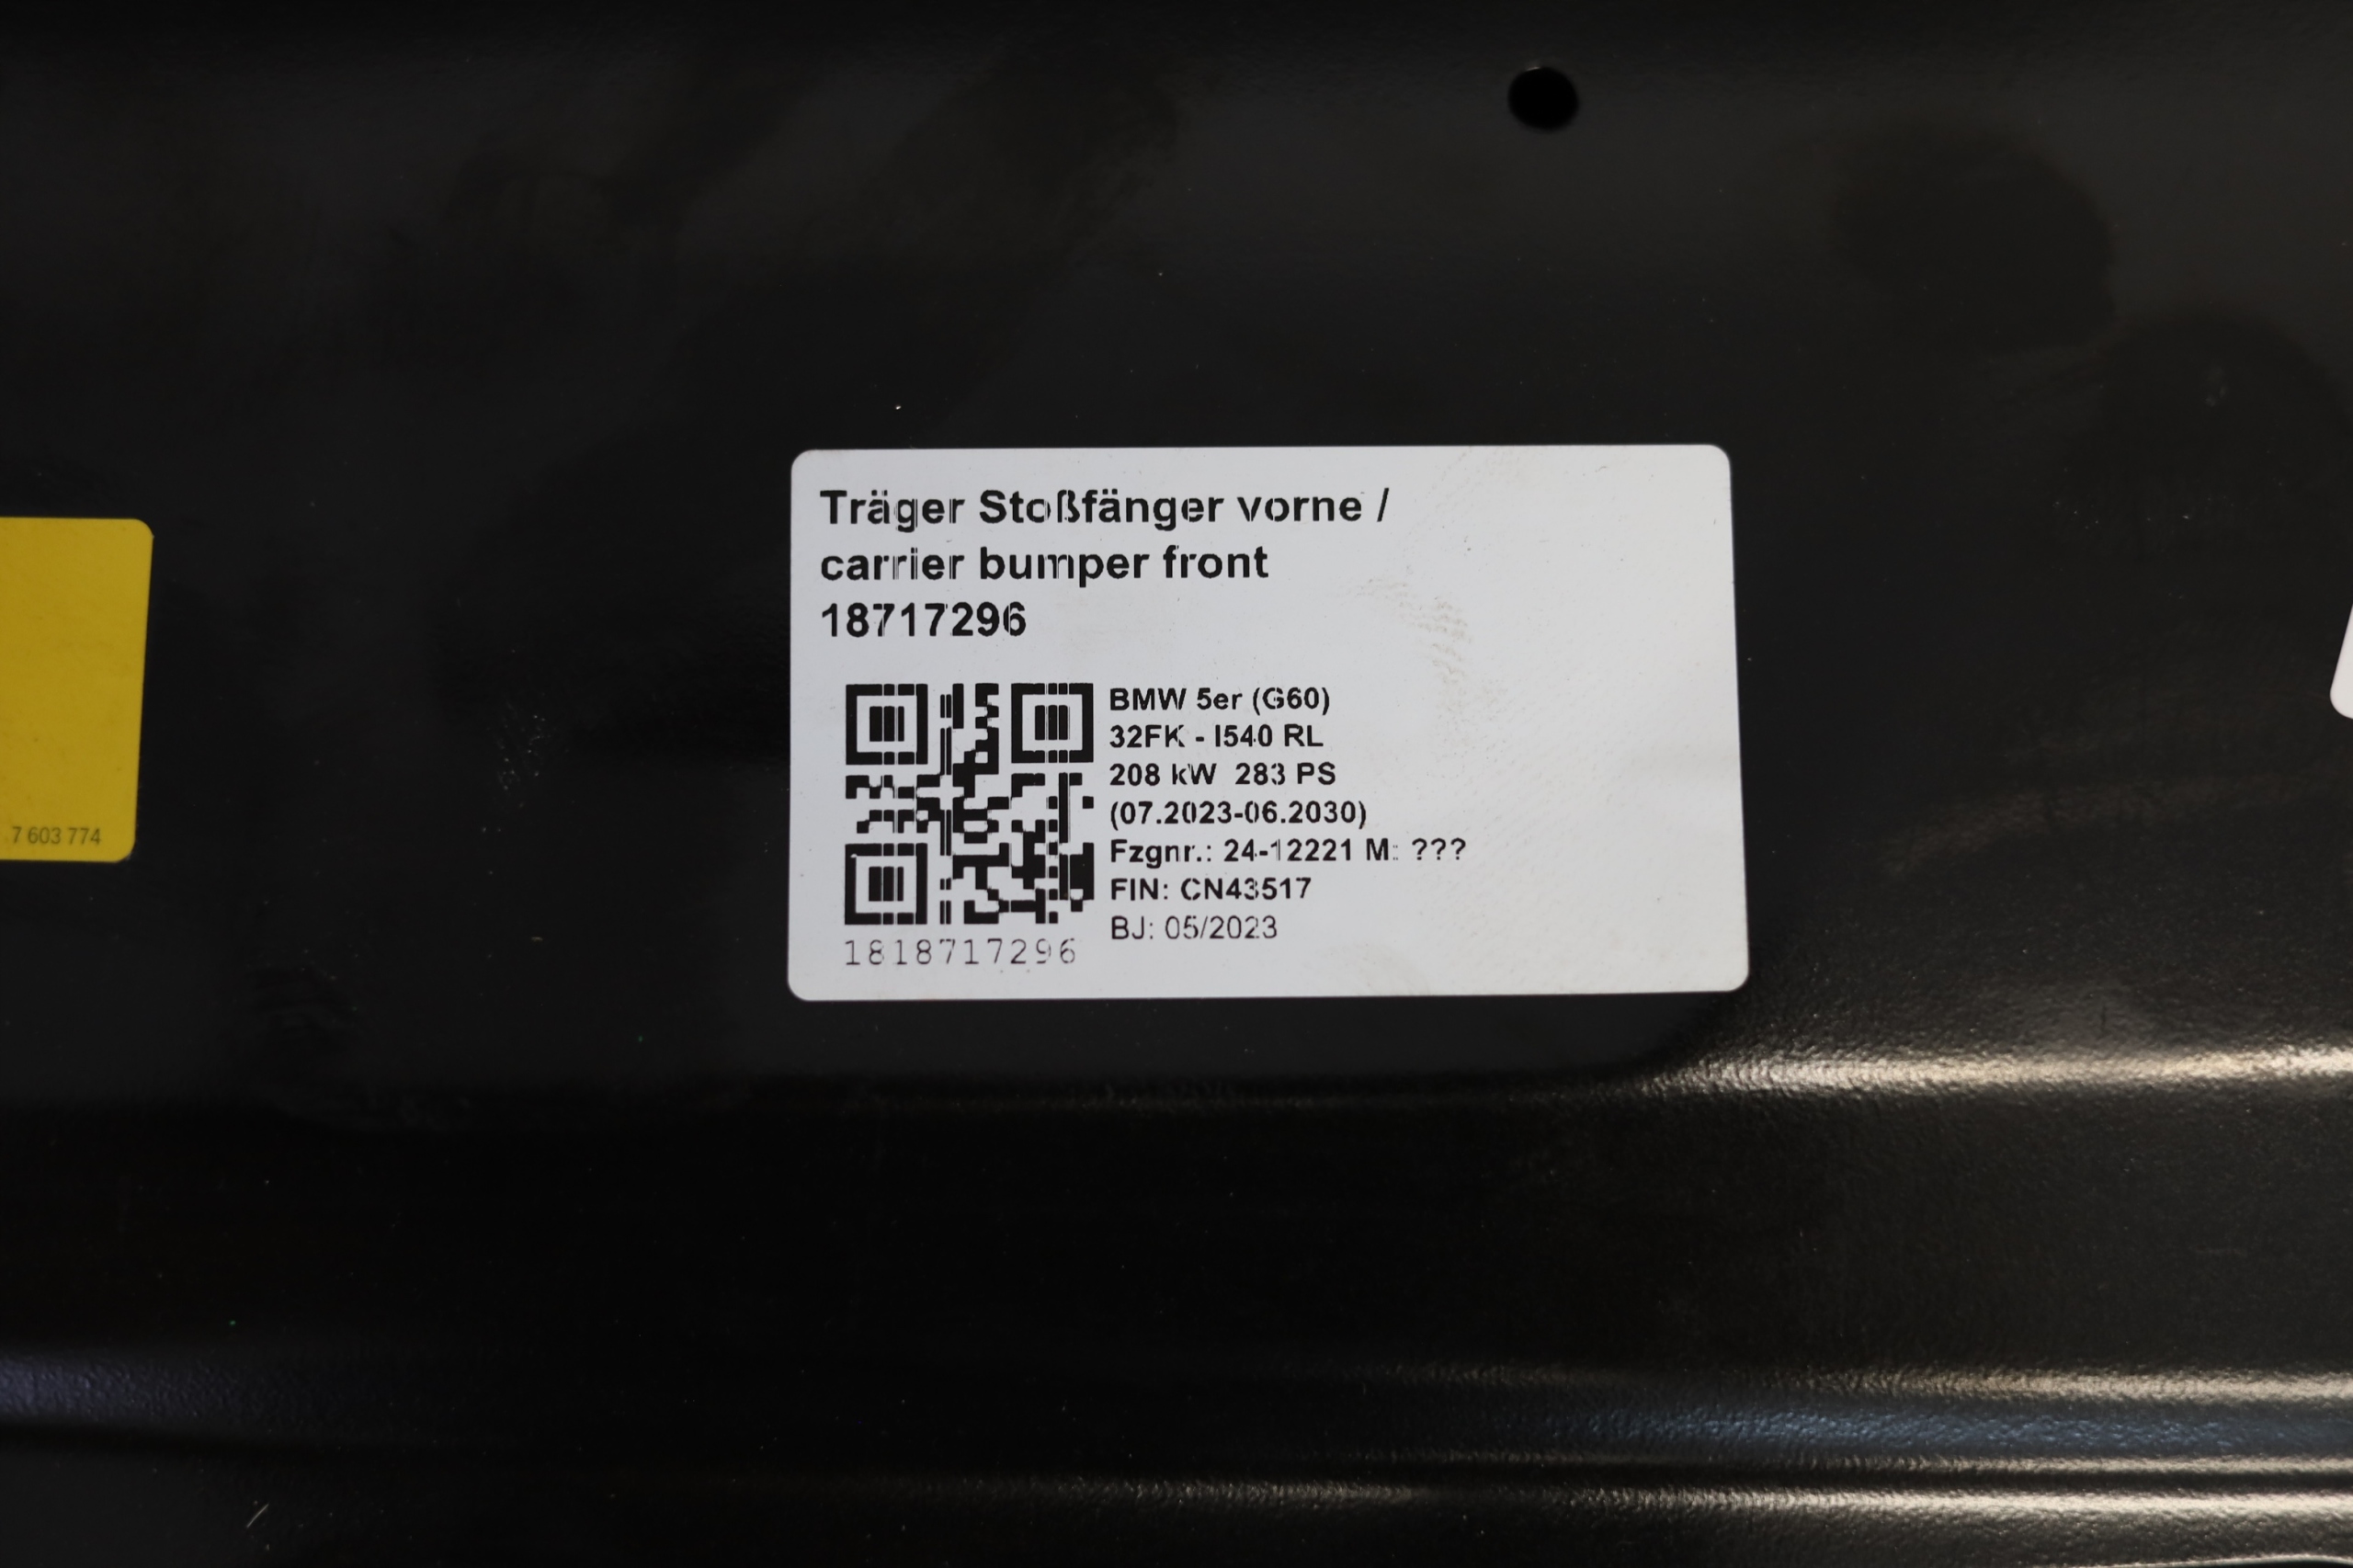 Träger Stoßfänger vorne /
carrier bumper front
18717296
BMW 5er (G60)
32FK - I540 RL
208 kW  283 PS
(07.2023-06.2030)
Fzgnr.: 24-12221 M: ???
FIN: CN43517
BJ: 05/2023
1818717296
7 603 774